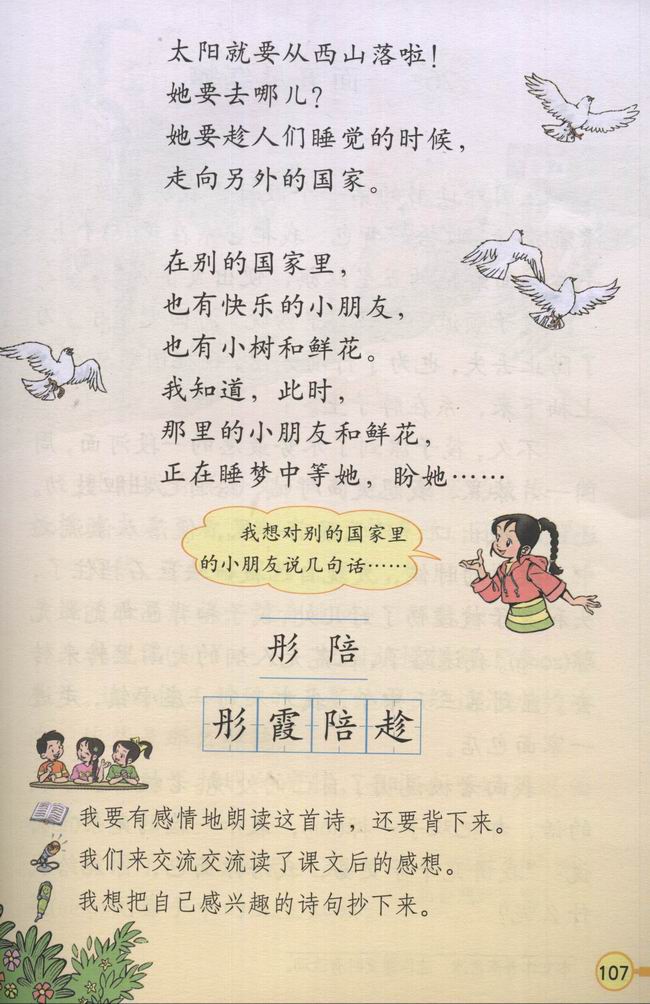 太阳就要从西山落啦！
她要去哪儿？
她要趁人们睡觉的时候，
走向另外的国家。
在别的国家里，
也有快乐的小朋友，
也有小树和鲜花。
我知道，此时，
那里的小朋友和鲜花，
正在睡梦中等她，盼她……
我想对别的国家里
的小朋友说几句话……
彤 陪
彤霞陪趁
我要有感情地朗读这首诗，还要背下来。
我们来交流交流读了课文后的感想。
我想把自己感兴趣的诗句抄下来。
107